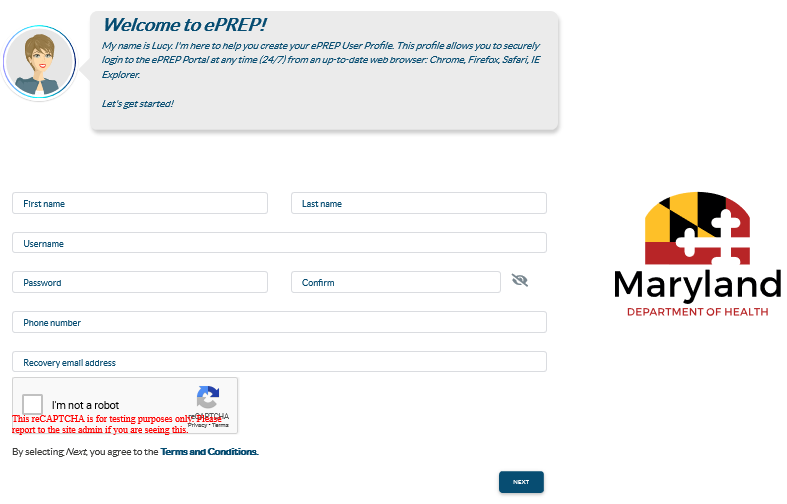 Welcome to ePREP!
My name is Lucy. I'm here to help you create your ePREP User Profile. This profile allows you to securely
login to the ePREP Portal at any time (24/7) from an up-to-date web browser: Chrome, Firefox, Safari, IE
Explorer.
Let's get started!
First name
Last name
Username
Password
Confirm
Phone number
Recovery email address
I'm not a robot
reCAPTCHA
Privacy • Terms
This reCAPTCHA is for testing purposes only. Please
report to the site admin if you are seeing this.
By selecting Next, you agree to the Terms and Conditions.
NEXT
Maryland
DEPARTMENT OF HEALTH